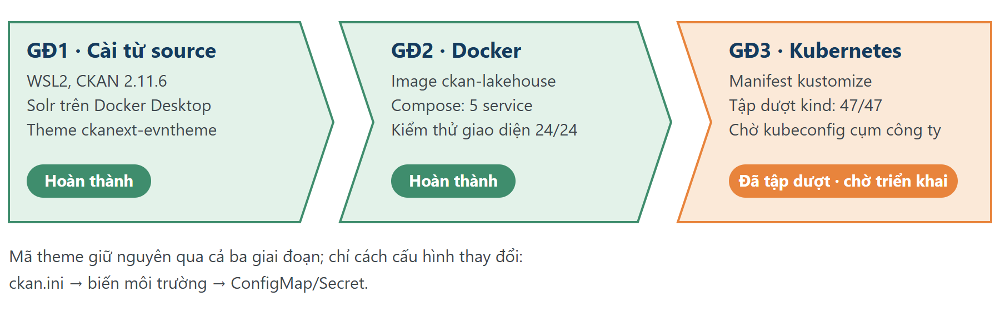 GĐ1 · Cài từ source
WSL2, CKAN 2.11.6
Solr trên Docker Desktop
Theme ckanext-evntheme
Hoàn thành
GĐ2 · Docker
Image ckan-lakehouse
Compose: 5 service
Kiểm thử giao diện 24/24
Hoàn thành
GĐ3 · Kubernetes
Manifest kustomize
Tập dượt kind: 47/47
Chờ kubeconfig cụm công ty
Đã tập dượt · chờ triển khai
Mã theme giữ nguyên qua cả ba giai đoạn; chỉ cách cấu hình thay đổi:
ckan.ini → biến môi trường → ConfigMap/Secret.